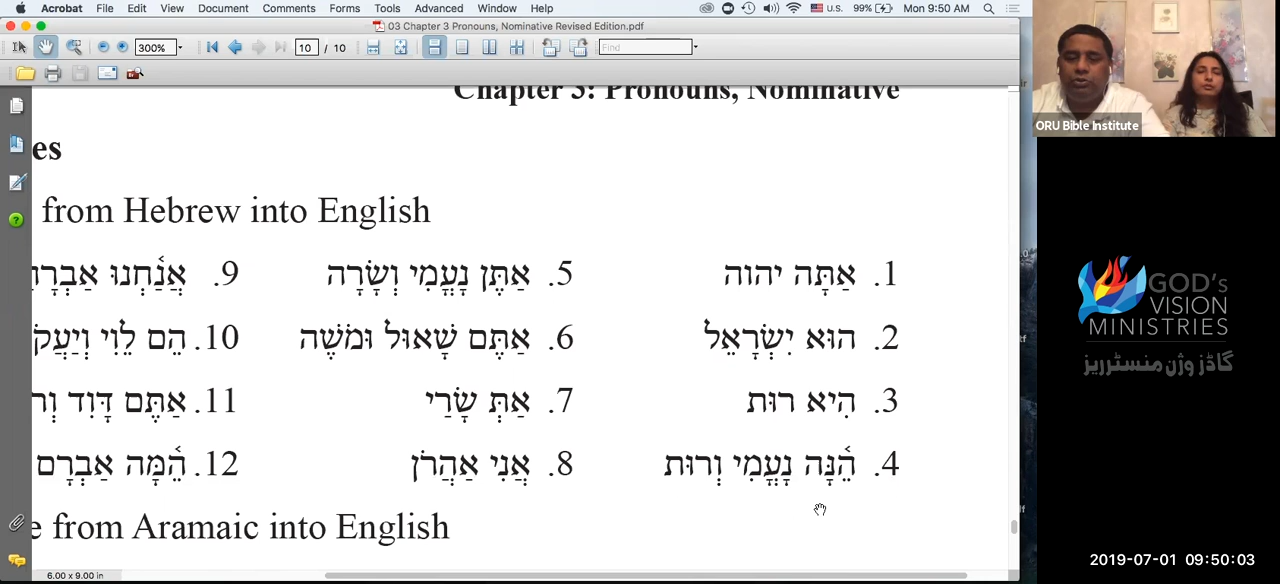 Acrobat File Edit View Document Comments Forms Tools Advanced Window Help U.S. 99% Mon 9:50 AM
03 Chapter 3 Pronouns, Nominative Revised Edition.pdf
300% 10 / 10 Find
Chapter 3: Pronouns, Nominative
es
from Hebrew into English
1. אַתָּה יהוה
2. הוּא יִשְׂרָאֵל
3. הִיא רוּת
4. הֵ֫נָּה נָעֳמִי וְרוּת
5. אַתֵּן נָעֳמִי וְשָׂרָה
6. אַתֶּם שָׁאוּל וּמֹשֶׁה
7. אַתְּ שָׂרַי
8. אֲנִי אַהֲרֹן
9. אֲנַ֫חְנוּ
10. הֵם לֵוִי
11. אַתֶּם דָּוִד
12. הֵ֫מָּה אַבְרָם
from Aramaic into English
6.00 x 9.00 in
ORU Bible Institute
GOD's
VISION
MINISTRIES
گاڈز وژن منسٹریز
2019-07-01 09:50:03